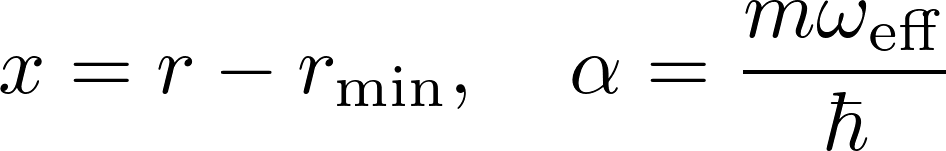 x = r − r_min,  α = mω_eff / ℏ